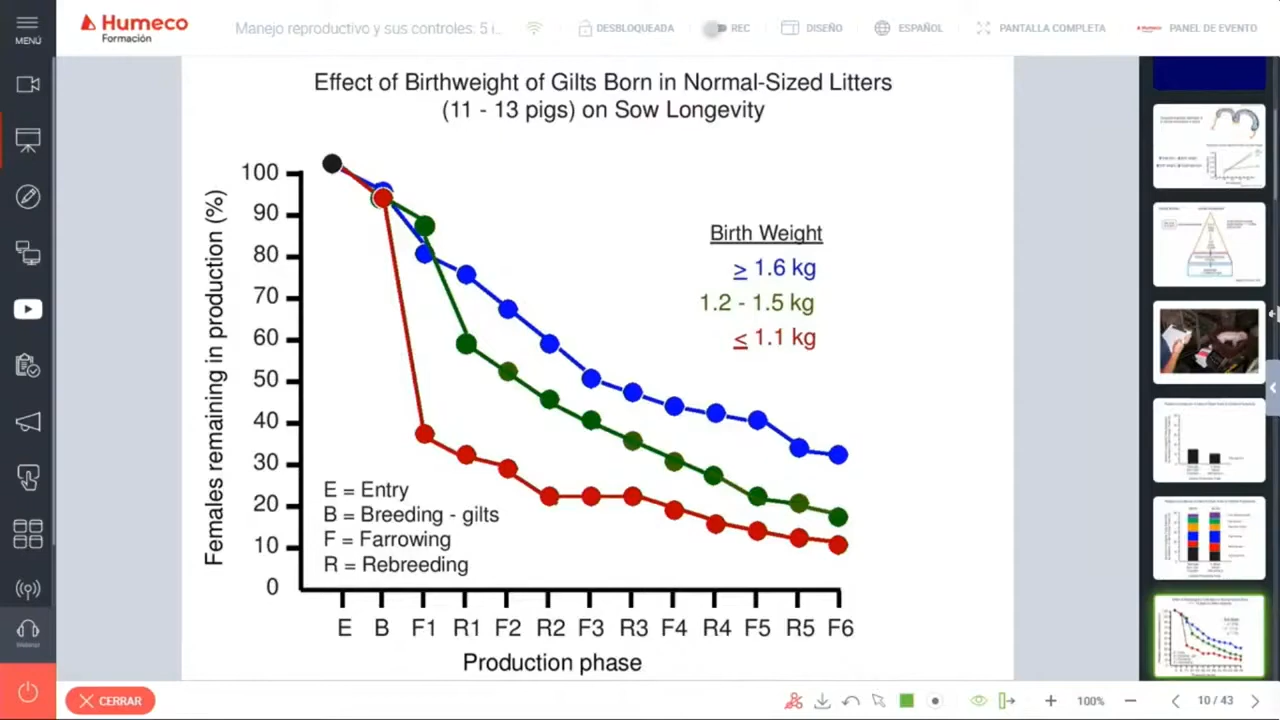 MENÚ
Humeco
Formación
Manejo reproductivo y sus controles: 5 i...
DESBLOQUEADA
REC
DISEÑO
ESPAÑOL
PANTALLA COMPLETA
Humeco
PANEL DE EVENTO
Effect of Birthweight of Gilts Born in Normal-Sized Litters
(11 - 13 pigs) on Sow Longevity
Females remaining in production (%)
100
90
80
70
60
50
40
30
20
10
0
Birth Weight
≥ 1.6 kg
1.2 - 1.5 kg
≤ 1.1 kg
E = Entry
B = Breeding - gilts
F = Farrowing
R = Rebreeding
E B F1 R1 F2 R2 F3 R3 F4 R4 F5 R5 F6
Production phase
CERRAR
100%
10 / 43